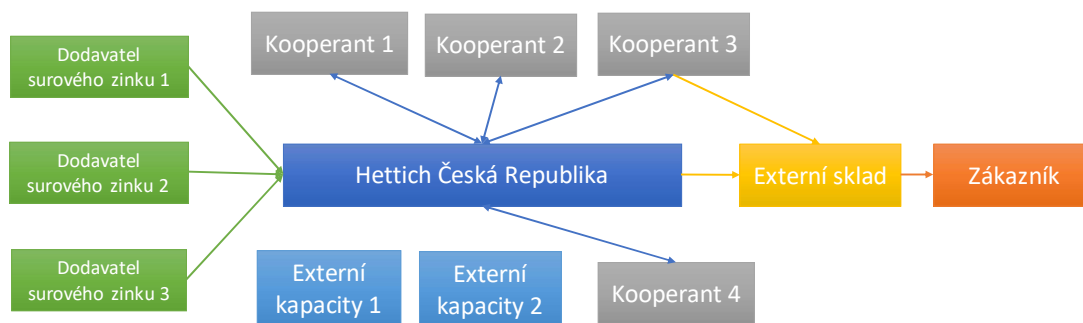 Kooperant 1
Kooperant 2
Kooperant 3
Dodavatel
surového zinku 1
Dodavatel
surového zinku 2
Hettich Česká Republika
Externí sklad
Zákazník
Dodavatel
surového zinku 3
Externí
kapacity 1
Externí
kapacity 2
Kooperant 4